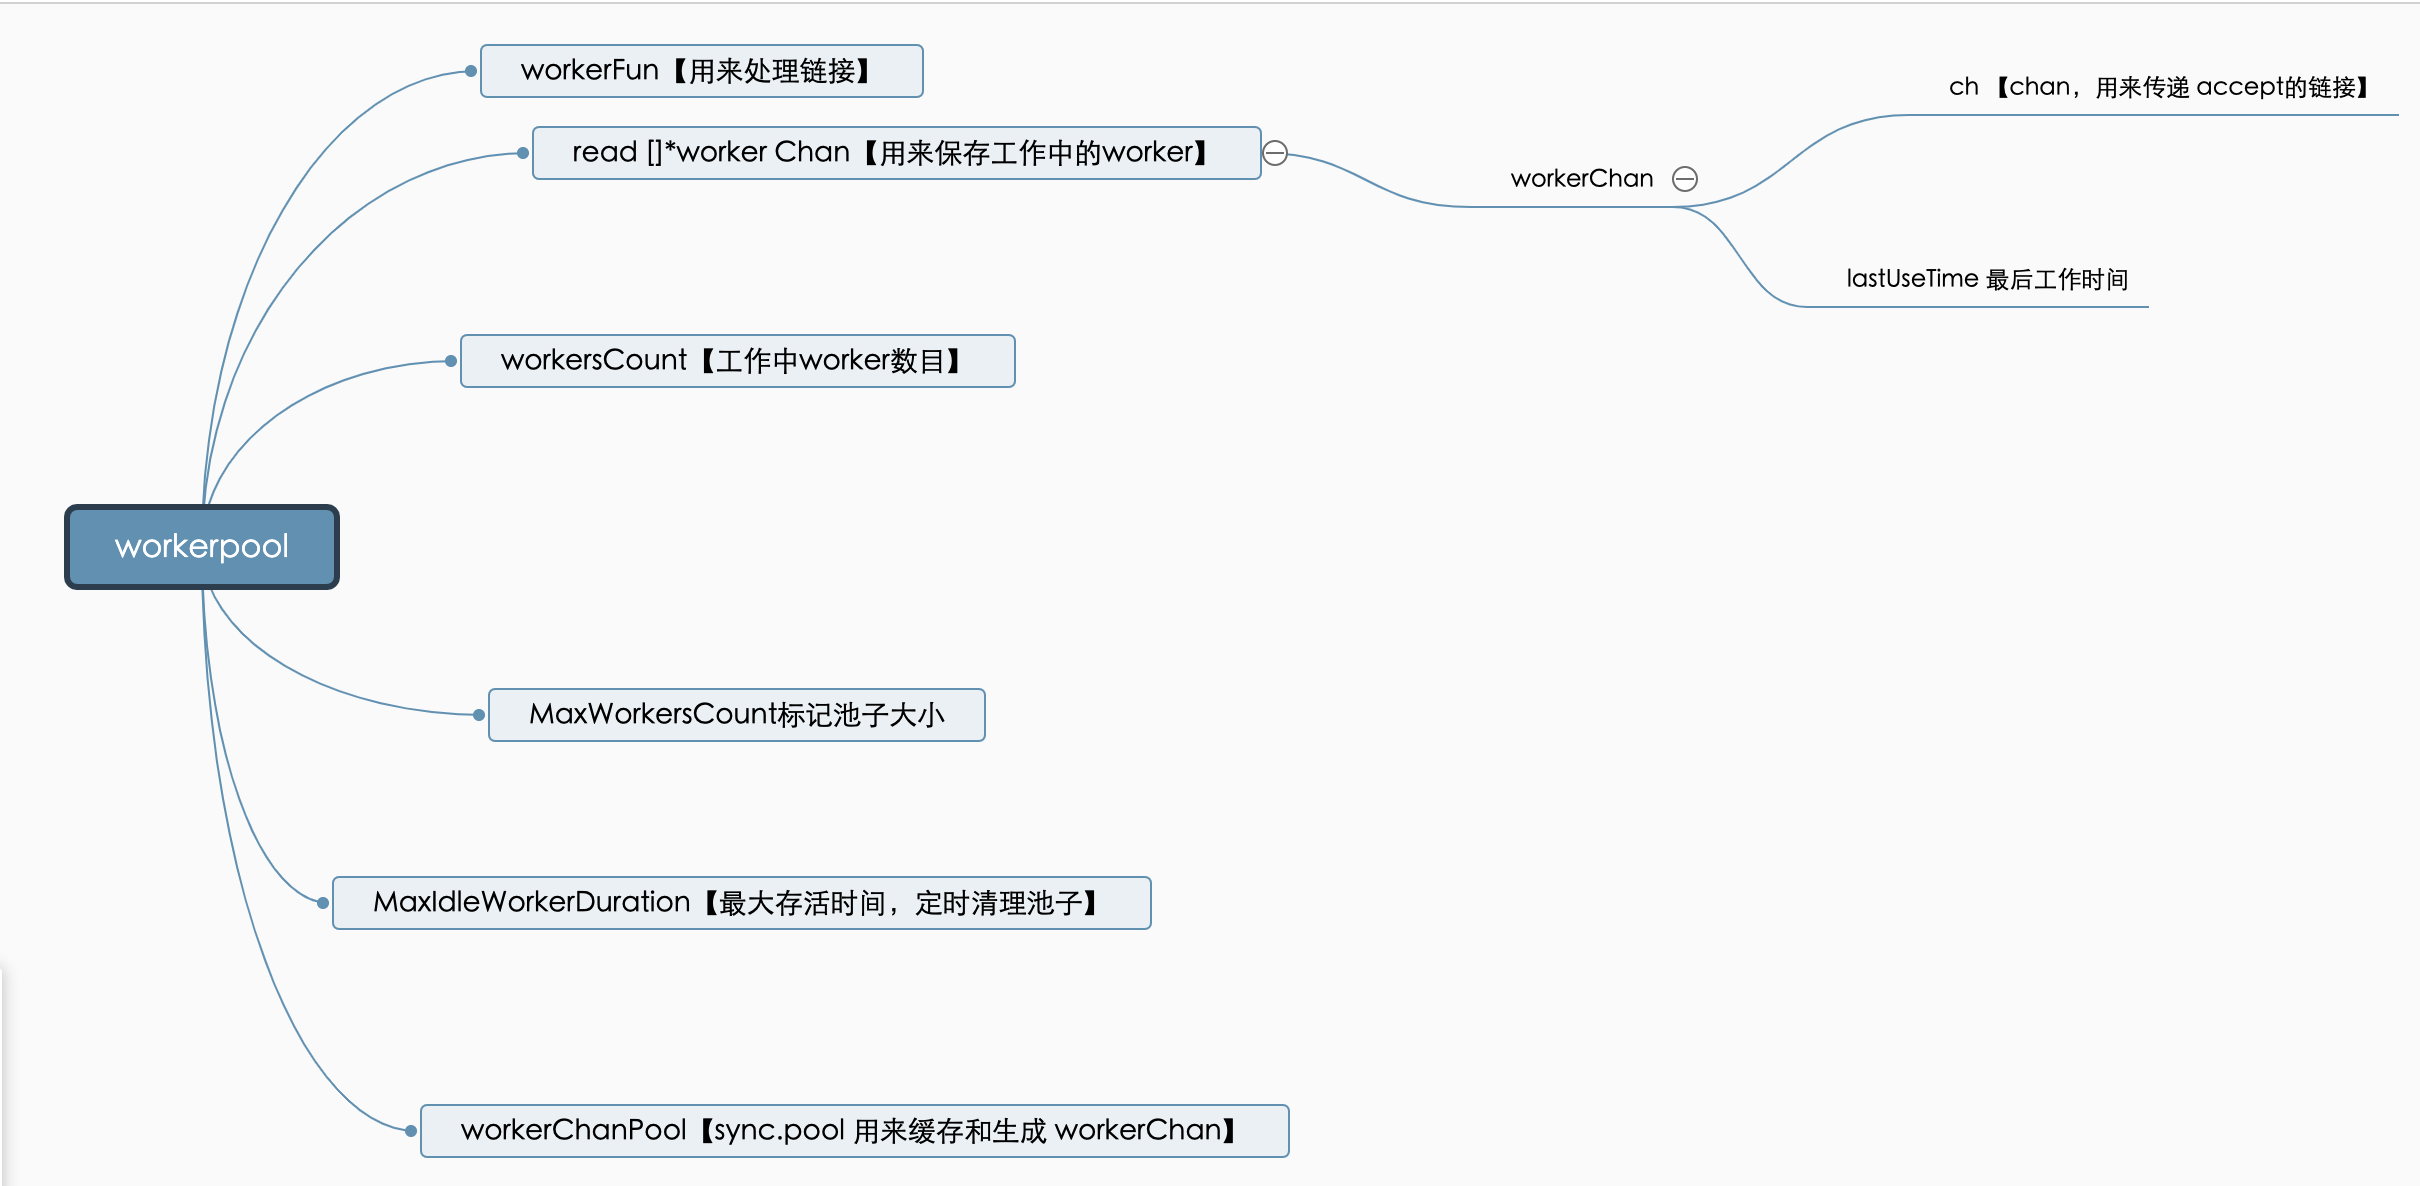 workerFun【用来处理链接】
read []*worker Chan【用来保存工作中的worker】
ch 【chan，用来传递 accept的链接】
workerChan
lastUseTime 最后工作时间
workersCount【工作中worker数目】
workerpool
MaxWorkersCount标记池子大小
MaxIdleWorkerDuration【最大存活时间，定时清理池子】
workerChanPool【sync.pool 用来缓存和生成 workerChan】